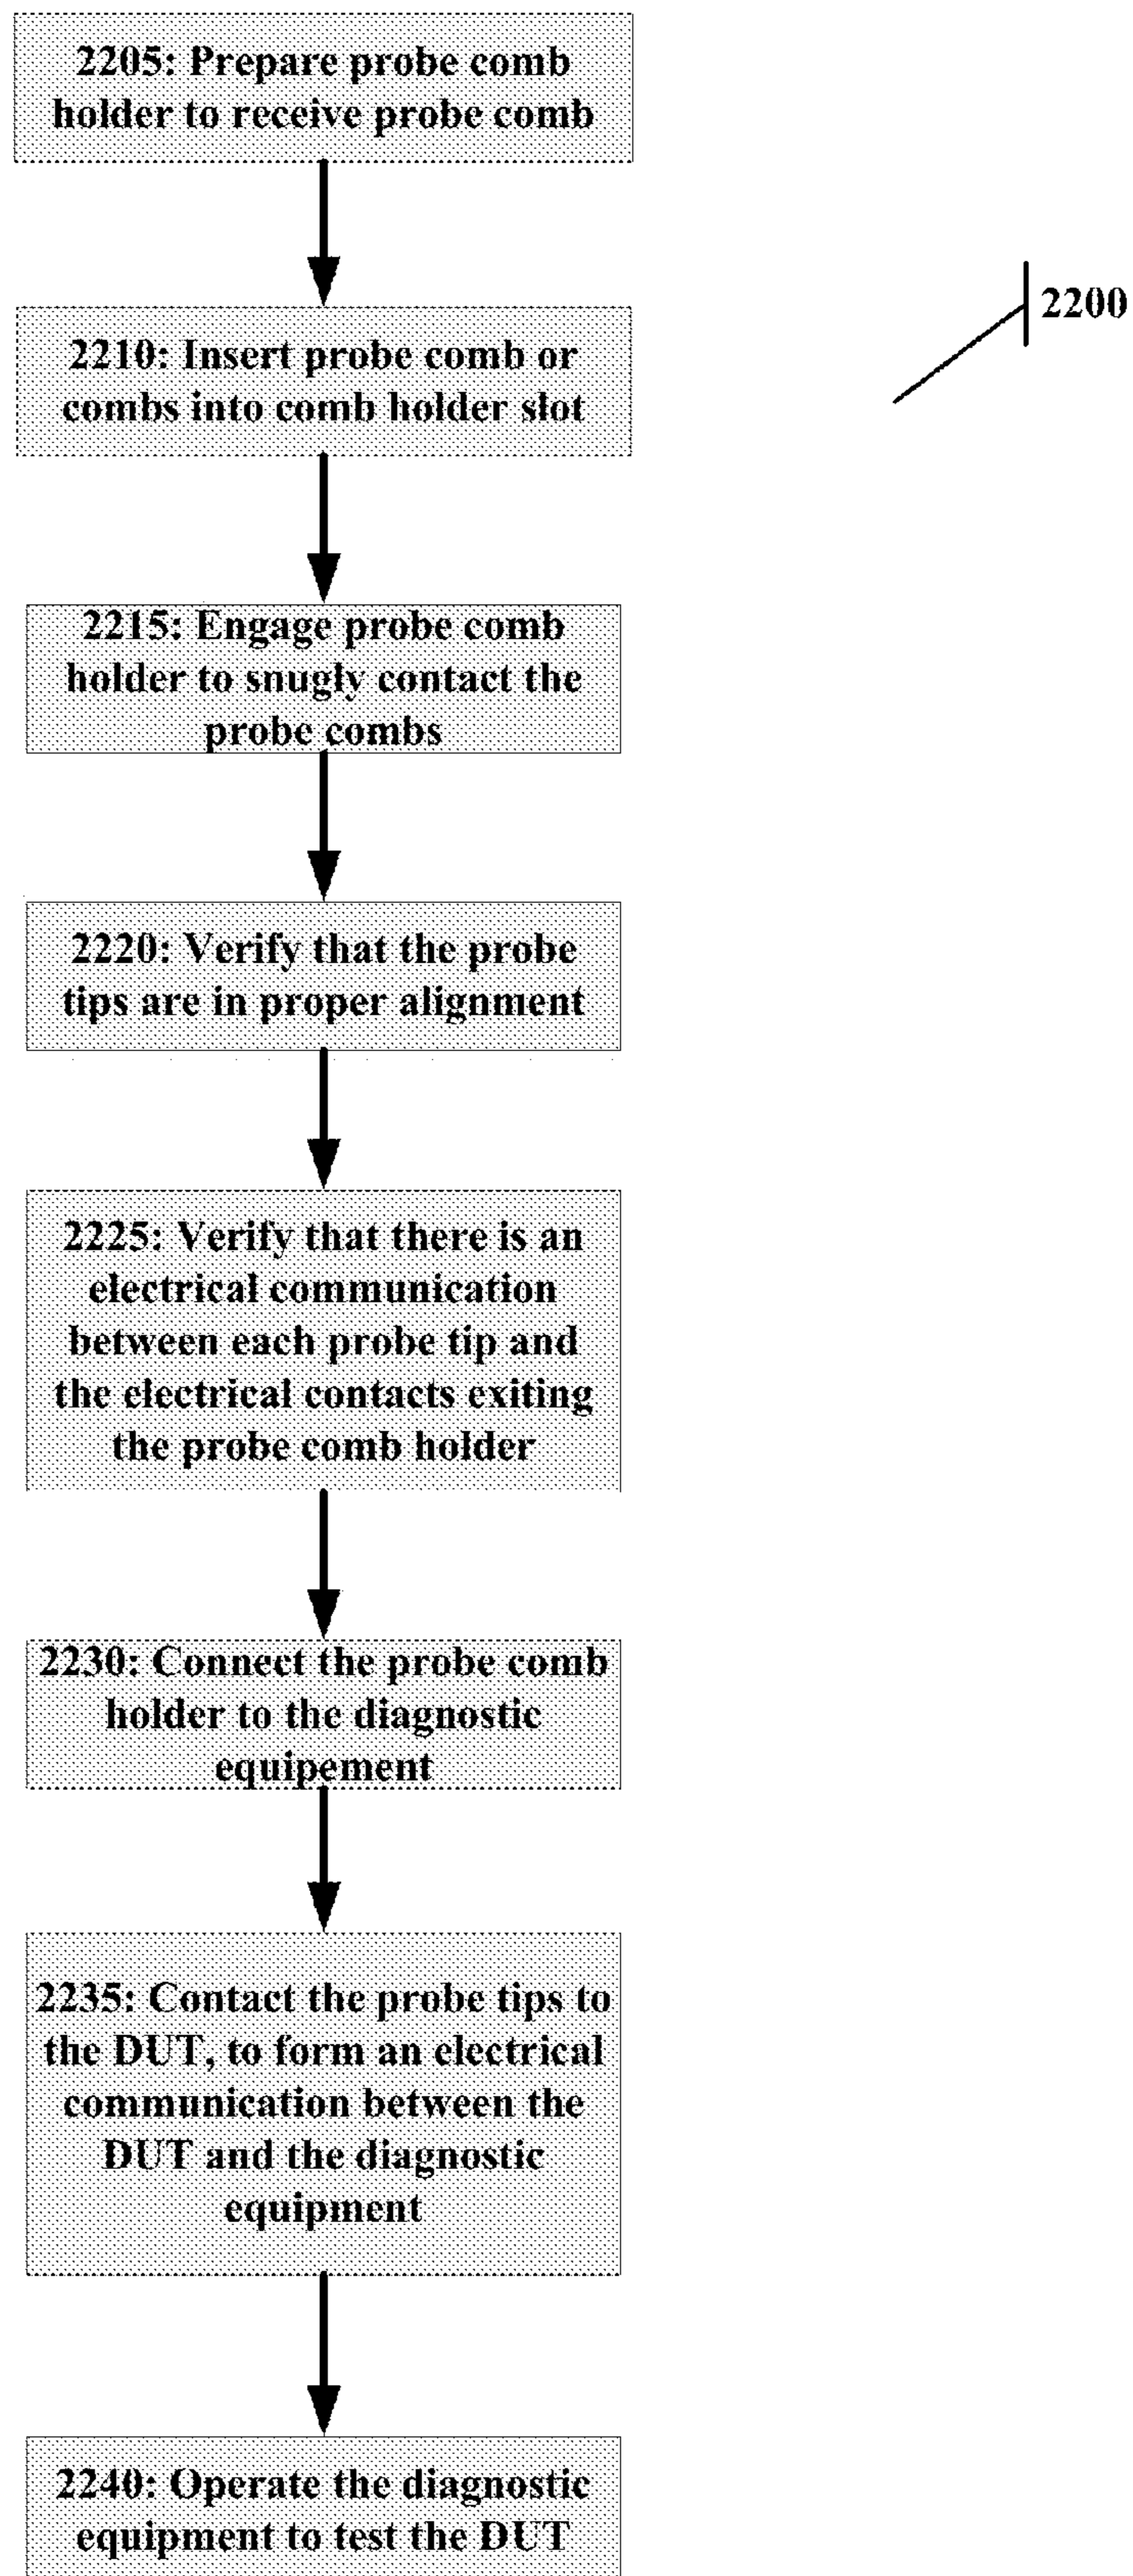 2205: Prepare probe comb
holder to receive probe comb
2200
2210: Insert probe comb or
combs into comb holder slot
2215: Engage probe comb
holder to snugly contact the
probe combs
2220: Verify that the probe
tips are in proper alignment
2225: Verify that there is an
electrical communication
between each probe tip and
the electrical contacts exiting
the probe comb holder
2230: Connect the probe comb
holder to the diagnostic
equipement
2235: Contact the probe tips to
the DUT, to form an electrical
communication between the
DUT and the diagnostic
equipment
2240: Operate the diagnostic
equipment to test the DUT